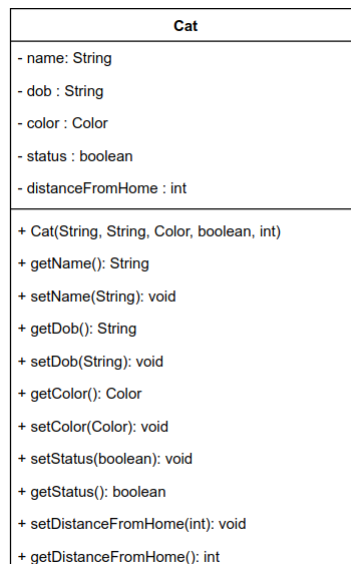 Cat
- name: String
- dob : String
- color : Color
- status : boolean
- distanceFromHome : int
+ Cat(String, String, Color, boolean, int)
+ getName(): String
+ setName(String): void
+ getDob(): String
+ setDob(String): void
+ getColor(): Color
+ setColor(Color): void
+ setStatus(boolean): void
+ getStatus(): boolean
+ setDistanceFromHome(int): void
+ getDistanceFromHome(): int